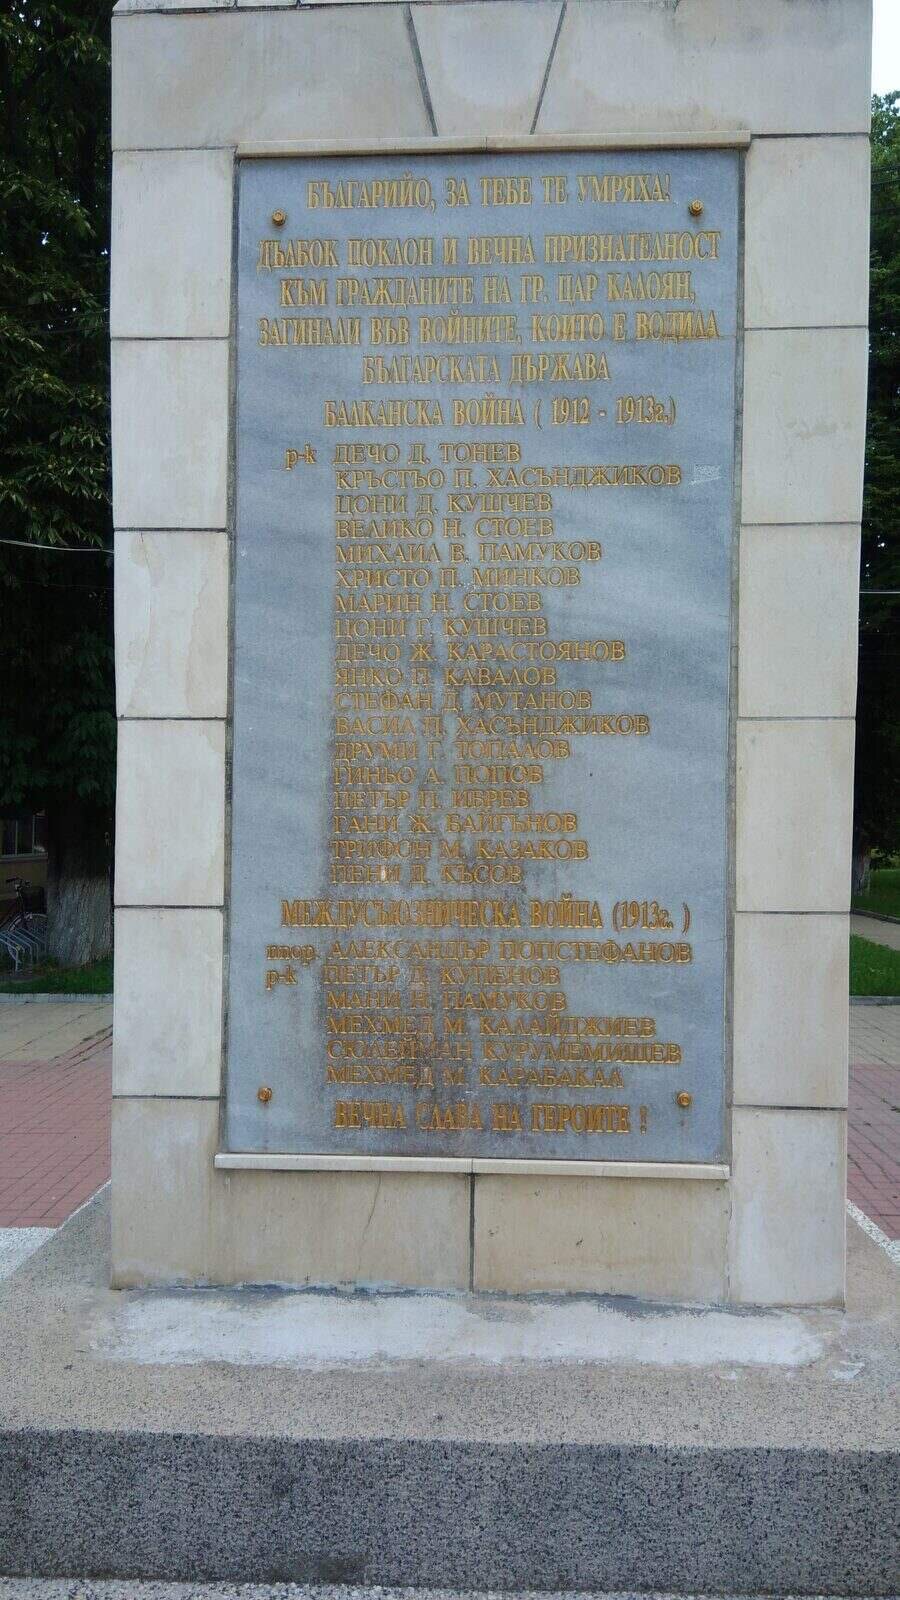 БЪЛГАРИЙО, ЗА ТЕБЕ ТЕ УМРЯХА!
ДЪЛБОК ПОКЛОН И ВЕЧНА ПРИЗНАТЕЛНОСТ
КЪМ ГРАЖДАНИТЕ НА ГР. ЦАР КАЛОЯН,
ЗАГИНАЛИ ВЪВ ВОЙНИТЕ, КОИТО Е ВОДИЛА
БЪЛГАРСКАТА ДЪРЖАВА
БАЛКАНСКА ВОЙНА ( 1912 - 1913г.)
р-к ДЕЧО Д. ТОНЕВ
КРЪСТЬО П. ХАСЪНДЖИКОВ
ЦОНИ Д. КУШЧЕВ
ВЕЛИКО Н. СТОЕВ
МИХАИЛ В. ПАМУКОВ
ХРИСТО П. МИНКОВ
МАРИН Н. СТОЕВ
ЦОНИ Г. КУШЧЕВ
ДЕЧО Ж. КАРАСТОЯНОВ
ЯНКО П. КАВАЛОВ
СТЕФАН Д. МУТАНОВ
ВАСИЛ П. ХАСЪНДЖИКОВ
ДРУМИ Г. ТОПАЛОВ
ГИНЬО А. ПОПОВ
ПЕТЪР П. ИБРЕВ
ГАНИ Ж. БАЙГЪНОВ
ТРИФОН М. КАЗАКОВ
ПЕНИ Д. КЪСОВ
МЕЖДУСЪЮЗНИЧЕСКА ВОЙНА (1913г. )
ппор. АЛЕКСАНДЪР ПОПСТЕФАНОВ
р-к ПЕТЪР Д. КУПЕНОВ
МАНИ Н. ПАМУКОВ
МЕХМЕД М. КАЛАЙДЖИЕВ
СЮЛЕЙМАН КУРУМЕМИШЕВ
МЕХМЕД М. КАРАБАКАЛ
ВЕЧНА СЛАВА НА ГЕРОИТЕ !